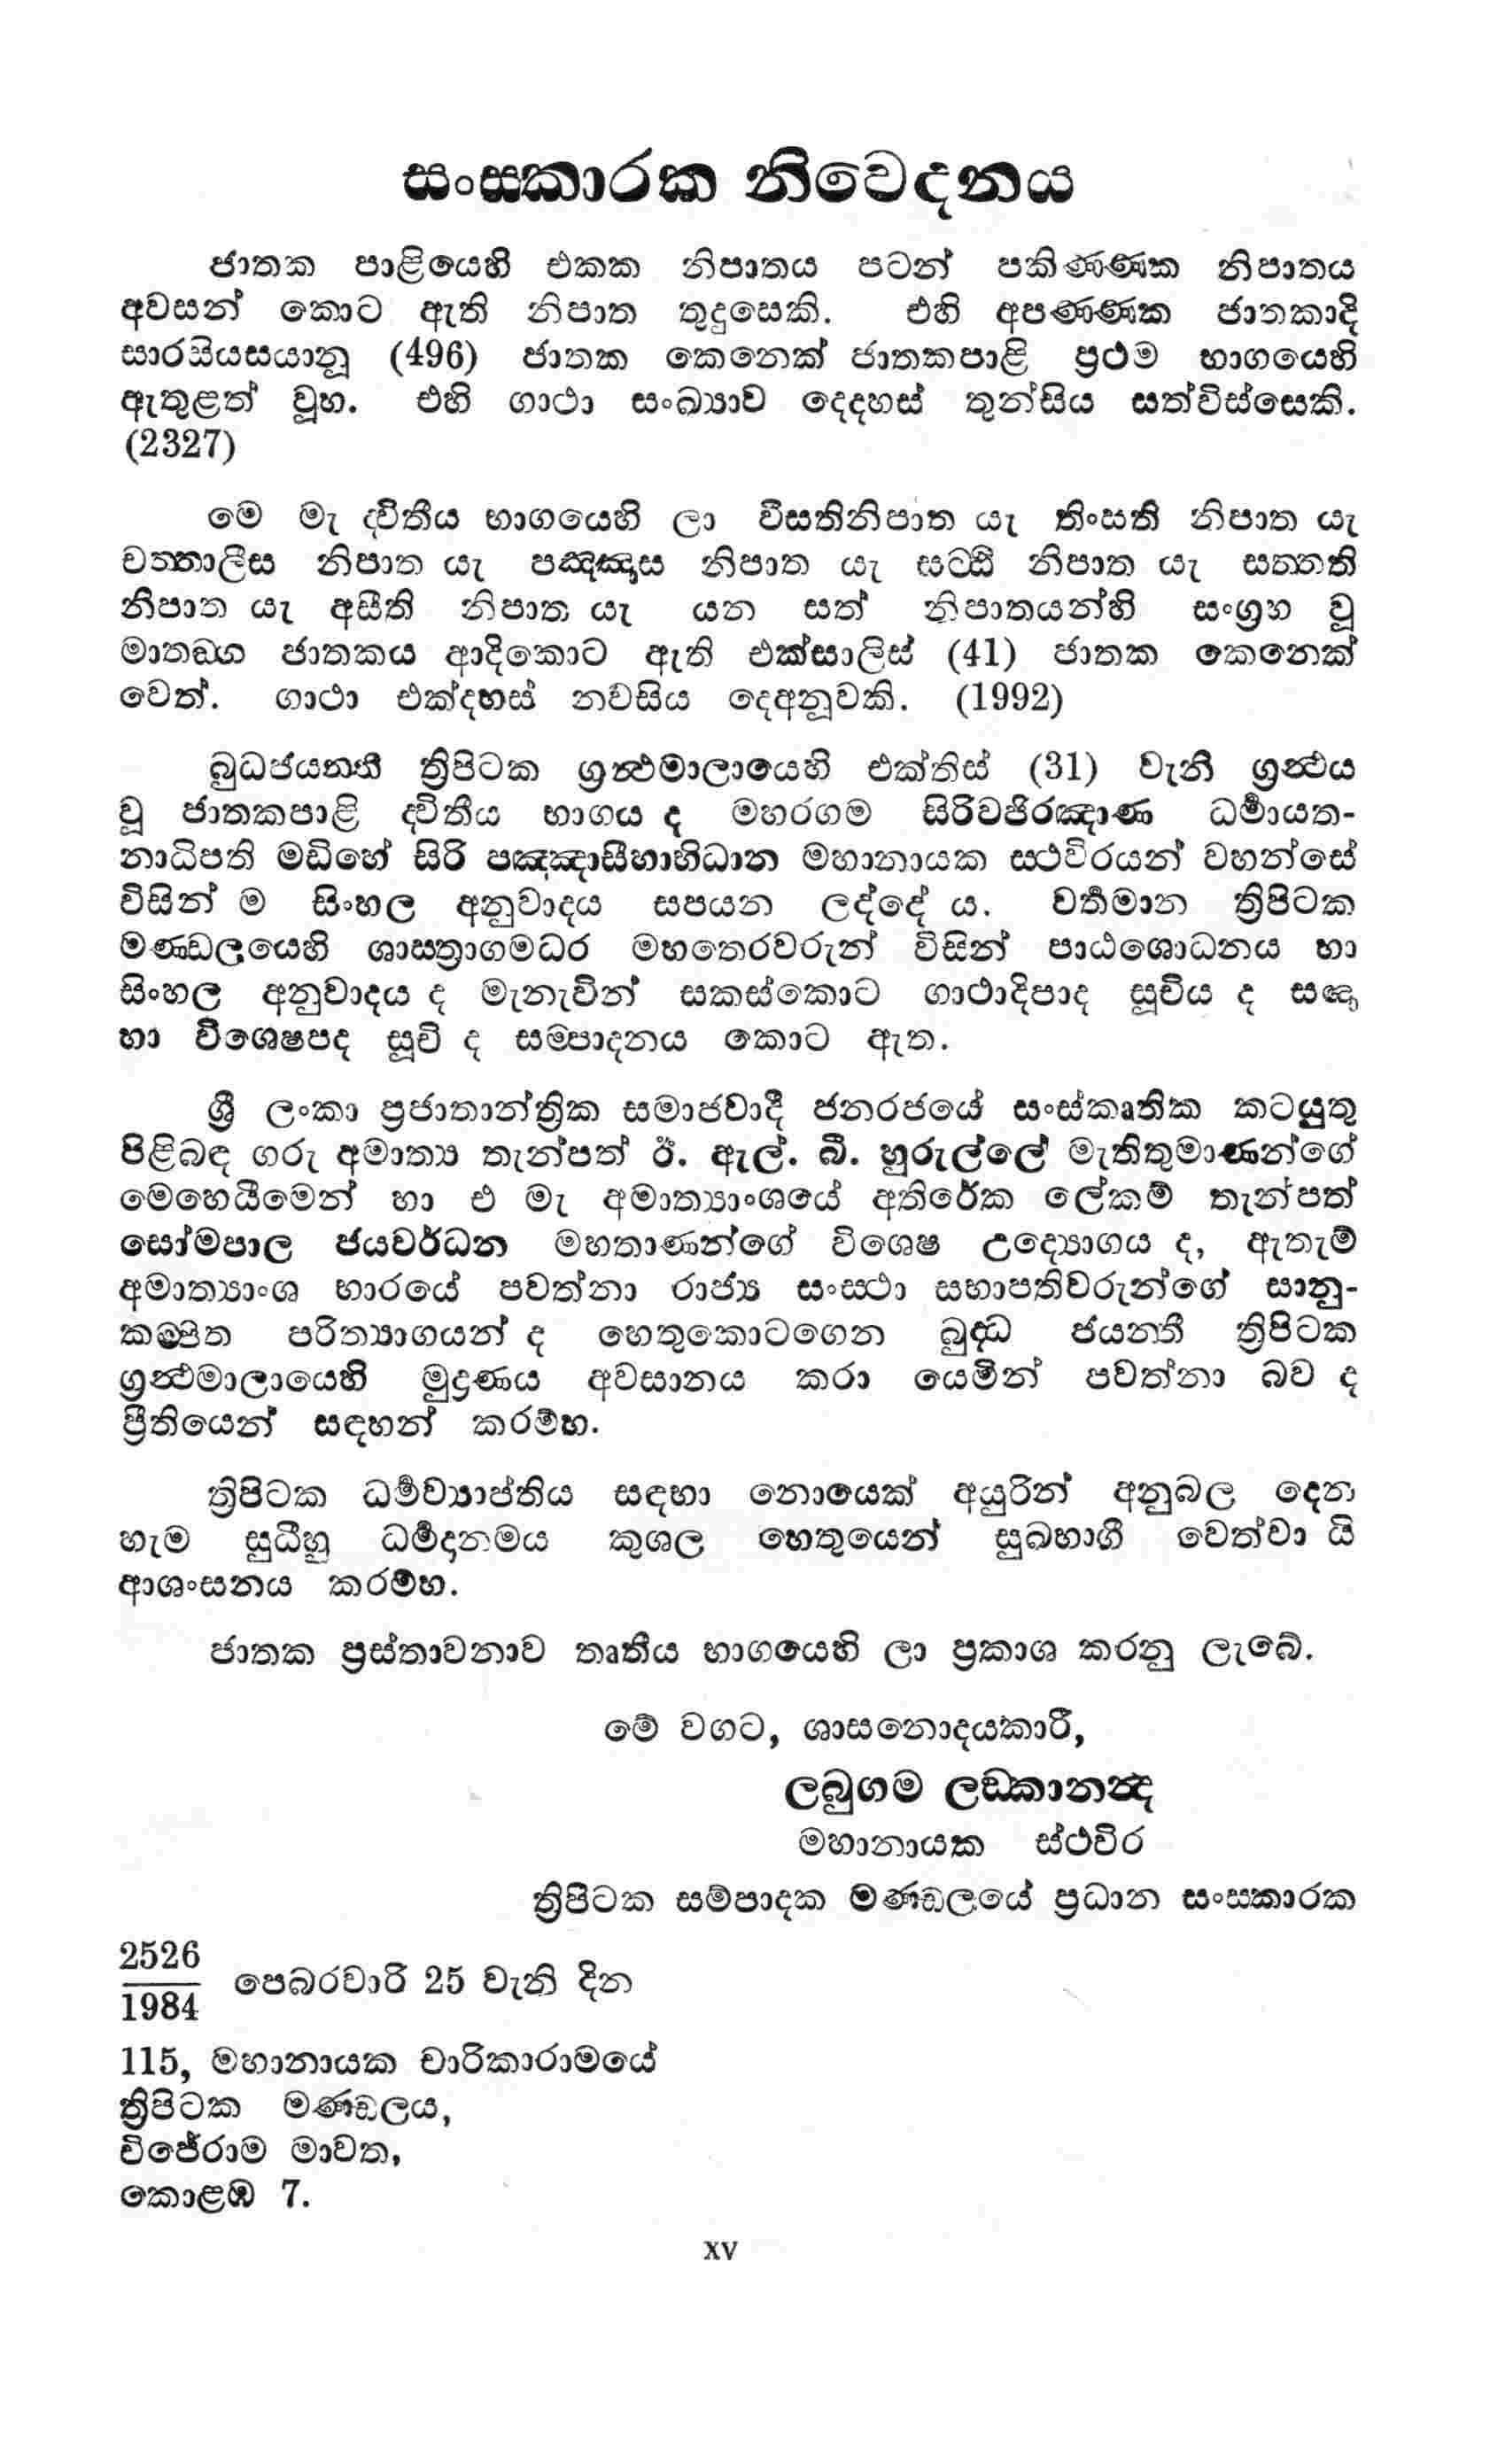 සංසකාරක නිවෙදනය
ජාතක පාළියෙහි එකක නිපාතය පටන් පකිණණක නිපාතය
අවසන් කොට ඇති නිපාත තුදුසෙකි. එහි අපණණක ජාතකාදි
සාරසියසයානූ (496) ජාතක කෙනෙක් ජාතකපාළි ප්‍රථම භාගයෙහි
ඇතුළත් වූහ. එහි ගාථා සංඛ්‍යාව දෙදහස් තුන්සිය සත්විස්සෙකි.
(2327)
මෙ මැ ද්විතීය භාගයෙහි ලා වීසතිනිපාත යැ තිංසති නිපාත යැ
චත්තාලීස නිපාත යැ පඤ්ඤාස නිපාත යැ සට්ඨි නිපාත යැ සත්තති
නිපාත යැ අසීති නිපාත යැ යන සත් නිපාතයන්හි සංග්‍රහ වූ
මාතඞග ජාතකය ආදිකොට ඇති එක්සාලිස් (41) ජාතක කෙනෙක්
වෙත්. ගාථා එක්දහස් නවසිය දෙඅනූවකි. (1992)
බුධජයන්තී ත්‍රිපිටක ග්‍රන්ථමාලායෙහි එක්තිස් (31) වැනි ග්‍රන්ථය
වූ ජාතකපාළි ද්විතීය භාගය ද මහරගම සිරිවජිරඤාණ ධර්මායත-
නාධිපති මඩිහේ සිරි පඤ්ඤාසීහාභිධාන මහානායක ස්ථවිරයන් වහන්සේ
විසින් ම සිංහල අනුවාදය සපයන ලද්දේ ය. වර්තමාන ත්‍රිපිටක
මණ්ඩලයෙහි ශාස්ත්‍රාගමධර මහතෙරවරුන් විසින් පාඨශොධනය හා
සිංහල අනුවාදය ද මැනැවින් සකස්කොට ගාථාදිපාද සූචිය ද සඥා
හා විශෙෂපද සූචි ද සම්පාදනය කොට ඇත.
ශ්‍රී ලංකා ප්‍රජාතාන්ත්‍රික සමාජවාදී ජනරජයේ සංස්කෘතික කටයුතු
පිළිබඳ ගරු අමාත්‍ය තැන්පත් ඊ. ඇල්. බී. හුරුල්ලේ මැතිතුමාණන්ගේ
මෙහෙයීමෙන් හා එ මැ අමාත්‍යාංශයේ අතිරේක ලේකම් තැන්පත්
සෝමපාල ජයවර්ධන මහතාණන්ගේ විශෙෂ උද්‍යොගය ද, ඇතැම්
අමාත්‍යාංශ භාරයේ පවත්නා රාජ්‍ය සංස්ථා සභාපතිවරුන්ගේ සානු-
කම්පිත පරිත්‍යාගයන් ද හෙතුකොටගෙන බුද්ධ ජයන්තී ත්‍රිපිටක
ග්‍රන්ථමාලායෙහි මුද්‍රණය අවසානය කරා යෙමින් පවත්නා බව ද
ප්‍රීතියෙන් සඳහන් කරම්හ.
ත්‍රිපිටක ධර්මව්‍යාප්තිය සඳහා නොයෙක් අයුරින් අනුබල දෙන
හැම සුධීහු ධර්මදානමය කුශල හෙතුයෙන් සුඛභාගී වෙත්වා යි
ආශංසනය කරම්හ.
ජාතක ප්‍රස්තාවනාව තෘතීය භාගයෙහි ලා ප්‍රකාශ කරනු ලැබේ.
මේ වගට, ශාසනොදයකාරී,
ලබුගම ලඞකානන්ද
මහානායක ස්ථවිර
ත්‍රිපිටක සම්පාදක මණ්ඩලයේ ප්‍රධාන සංසකාරක
2526
1984
පෙබරවාරි 25 වැනි දින
115, මහානායක චාරිකාරාමයේ
ත්‍රිපිටක මණ්ඩලය,
විජේරාම මාවත,
කොළඹ 7.
xv